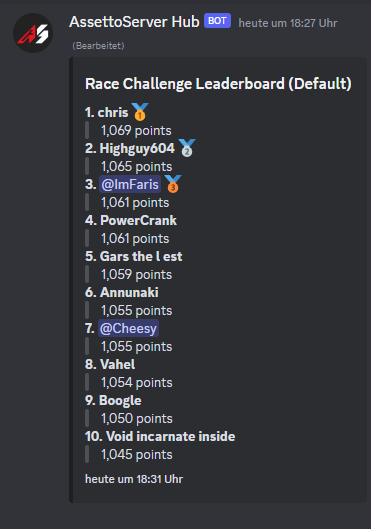 AssettoServer Hub BOT heute um 18:27 Uhr
(Bearbeitet)
Race Challenge Leaderboard (Default)
1. chris 🥇
1,069 points
2. Highguy604 🥈
1,065 points
3. @ImFaris 🥉
1,061 points
4. PowerCrank
1,061 points
5. Gars the l est
1,059 points
6. Annunaki
1,055 points
7. @Cheesy
1,055 points
8. Vahel
1,054 points
9. Boogle
1,050 points
10. Void incarnate inside
1,045 points
heute um 18:31 Uhr